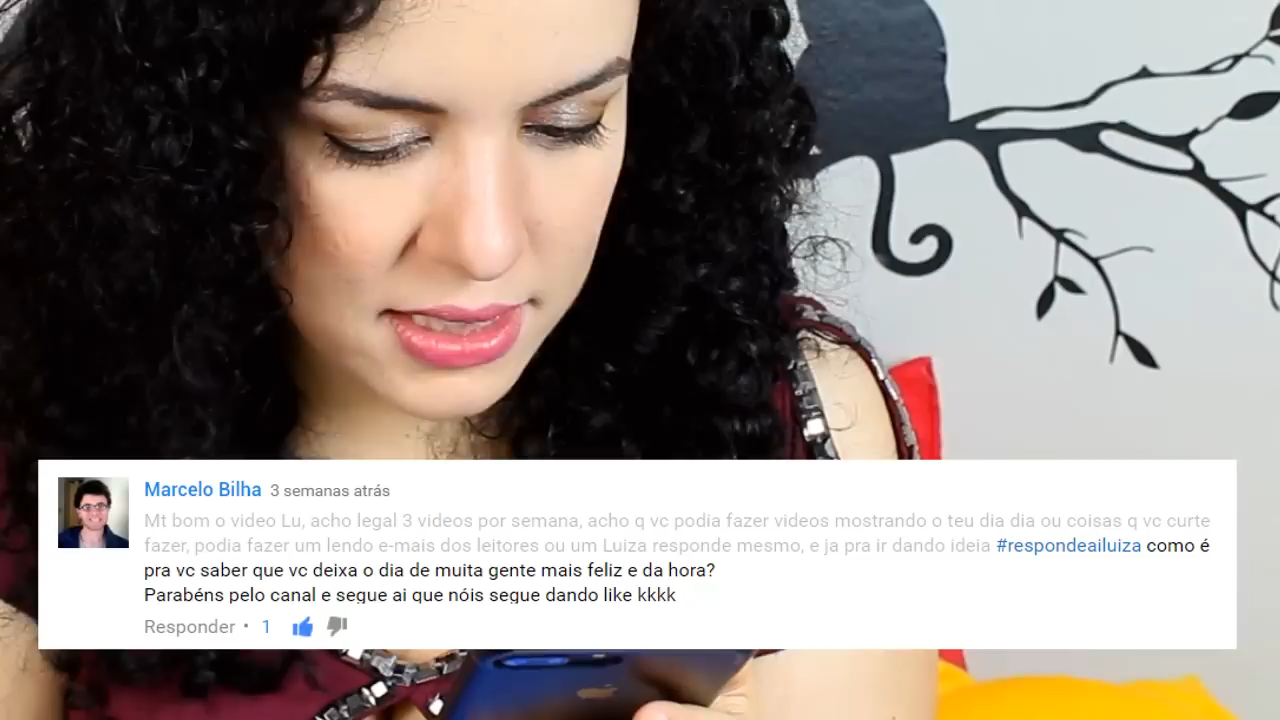 Marcelo Bilha 3 semanas atrás
Mt bom o video Lu, acho legal 3 videos por semana, acho q vc podia fazer videos mostrando o teu dia dia ou coisas q vc curte
fazer, podia fazer um lendo e-mais dos leitores ou um Luiza responde mesmo, e ja pra ir dando ideia #respondeailuiza como é
pra vc saber que vc deixa o dia de muita gente mais feliz e da hora?
Parabéns pelo canal e segue ai que nóis segue dando like kkkk
Responder • 1